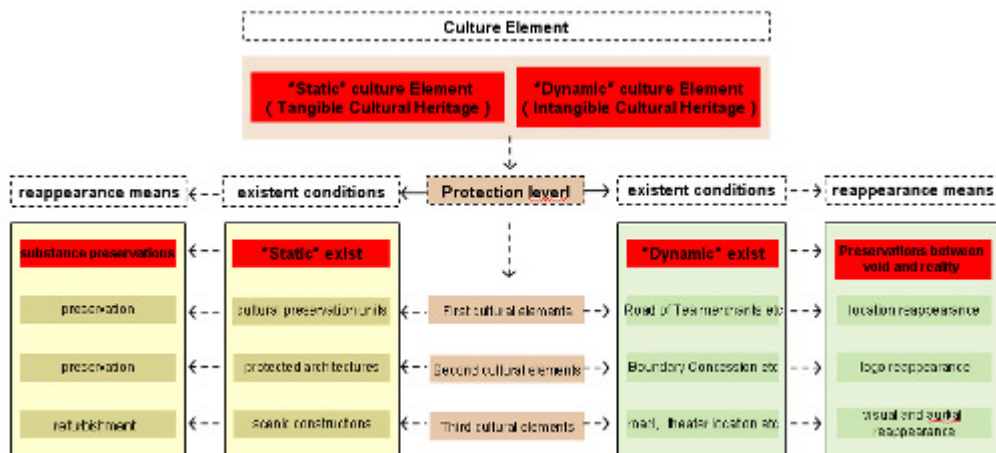 Culture Element
"Static" culture Element
( Tangible Cultural Heritage )
"Dynamic" culture Element
( Intangible Cultural Heritage )
reappearance means
existent conditions
Protection leverl
existent conditions
reappearance means
substance preservations
"Static" exist
"Dynamic" exist
Preservations between
void and reality
preservation
cultural preservation units
First cultural elements
Road of Tea merchants etc
location reappearance
preservation
protected architectures
Second cultural elements
Boundary Concession etc
logo reappearance
refurbishment
scenic constructions
Third cultural elements
road, theater location etc
visual and aurkal
reappearance